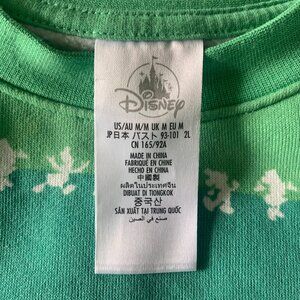 Disney
US/AU M/M UK M EU M
JP日本 バスト 93-101 2L
CN 165/92A
MADE IN CHINA
FABRIQUÉ EN CHINE
HECHO EN CHINA
中國製
ผลิตในประเทศจีน
DIBUAT DI TIONGKOK
중국산
SẢN XUẤT TẠI TRUNG QUỐC
صنع في الصين